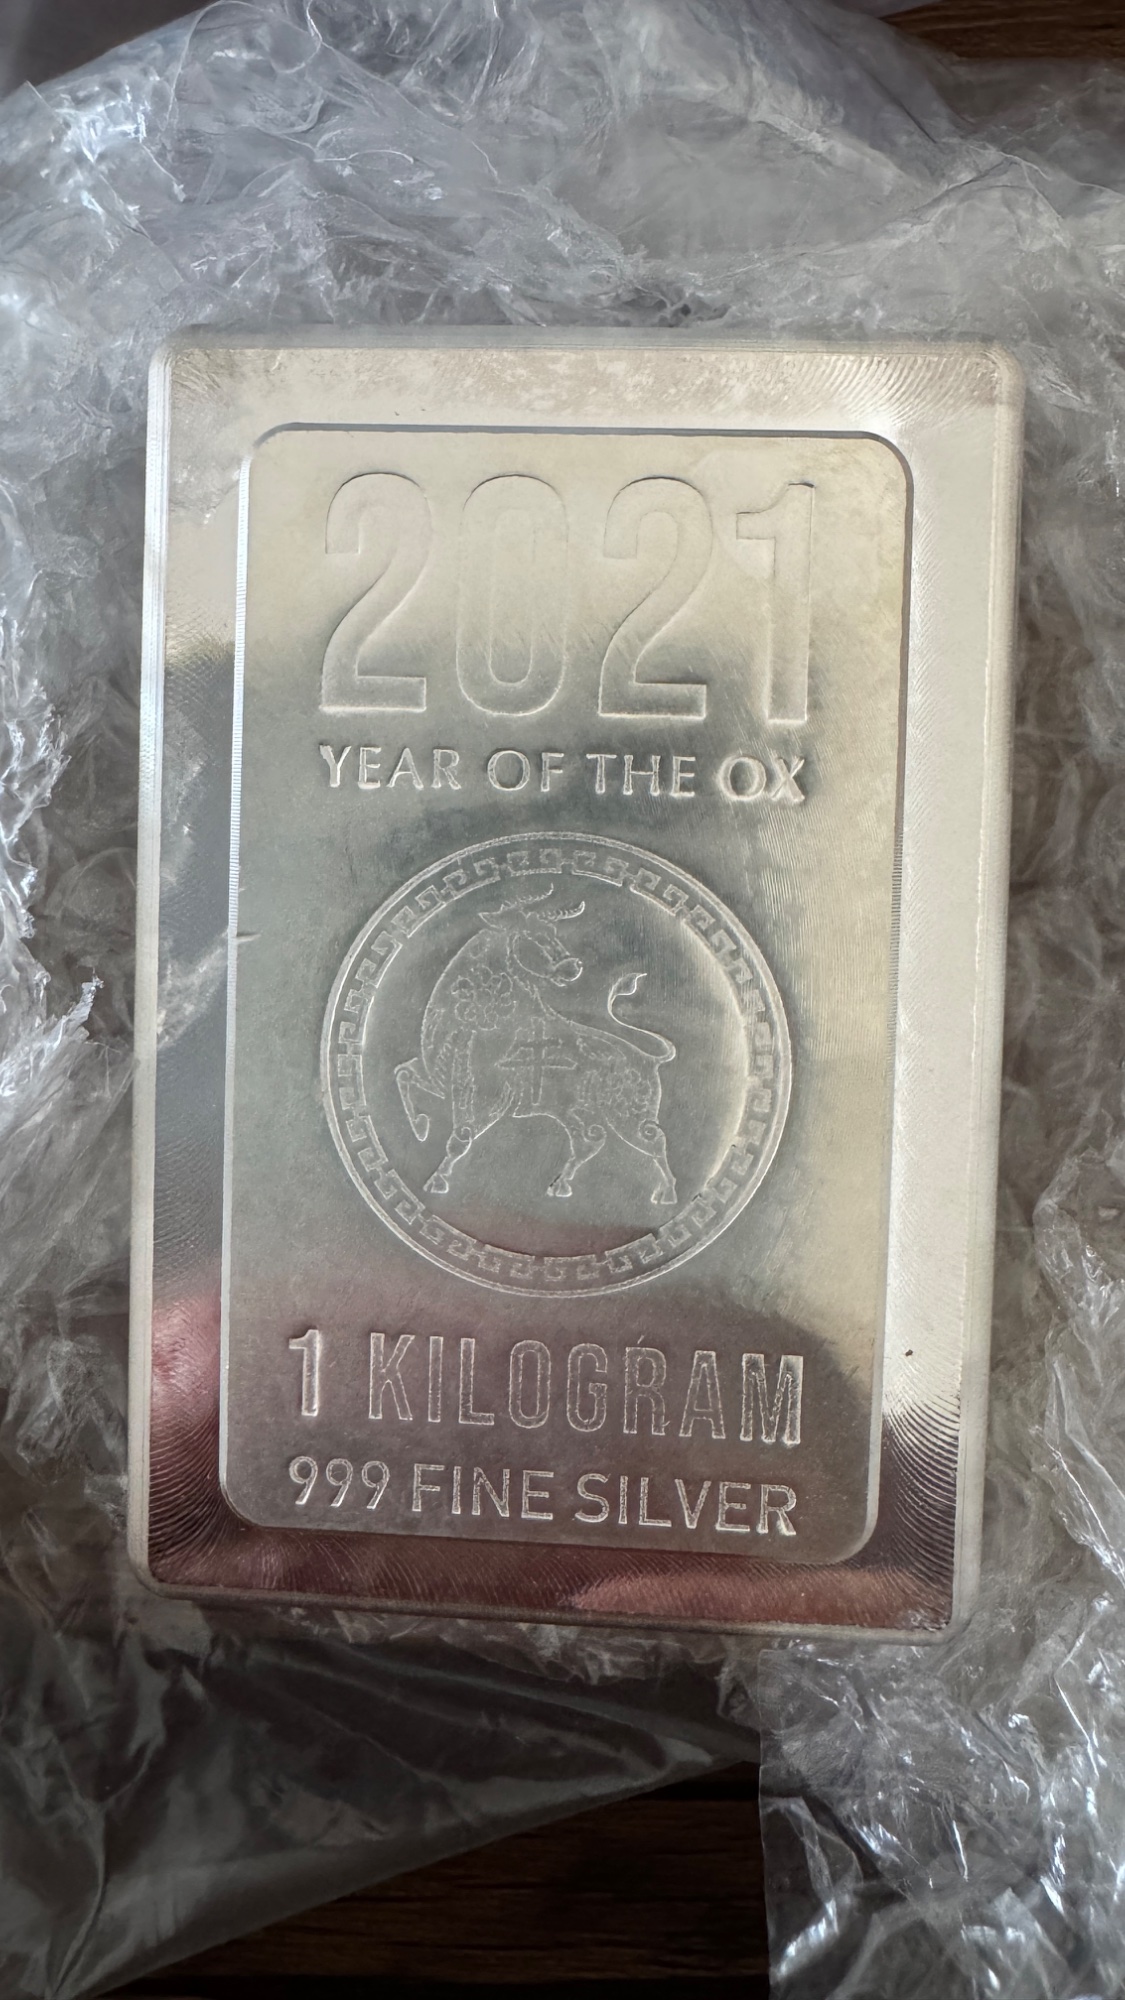 2021
YEAR OF THE OX
牛
1 KILOGRAM
999 FINE SILVER